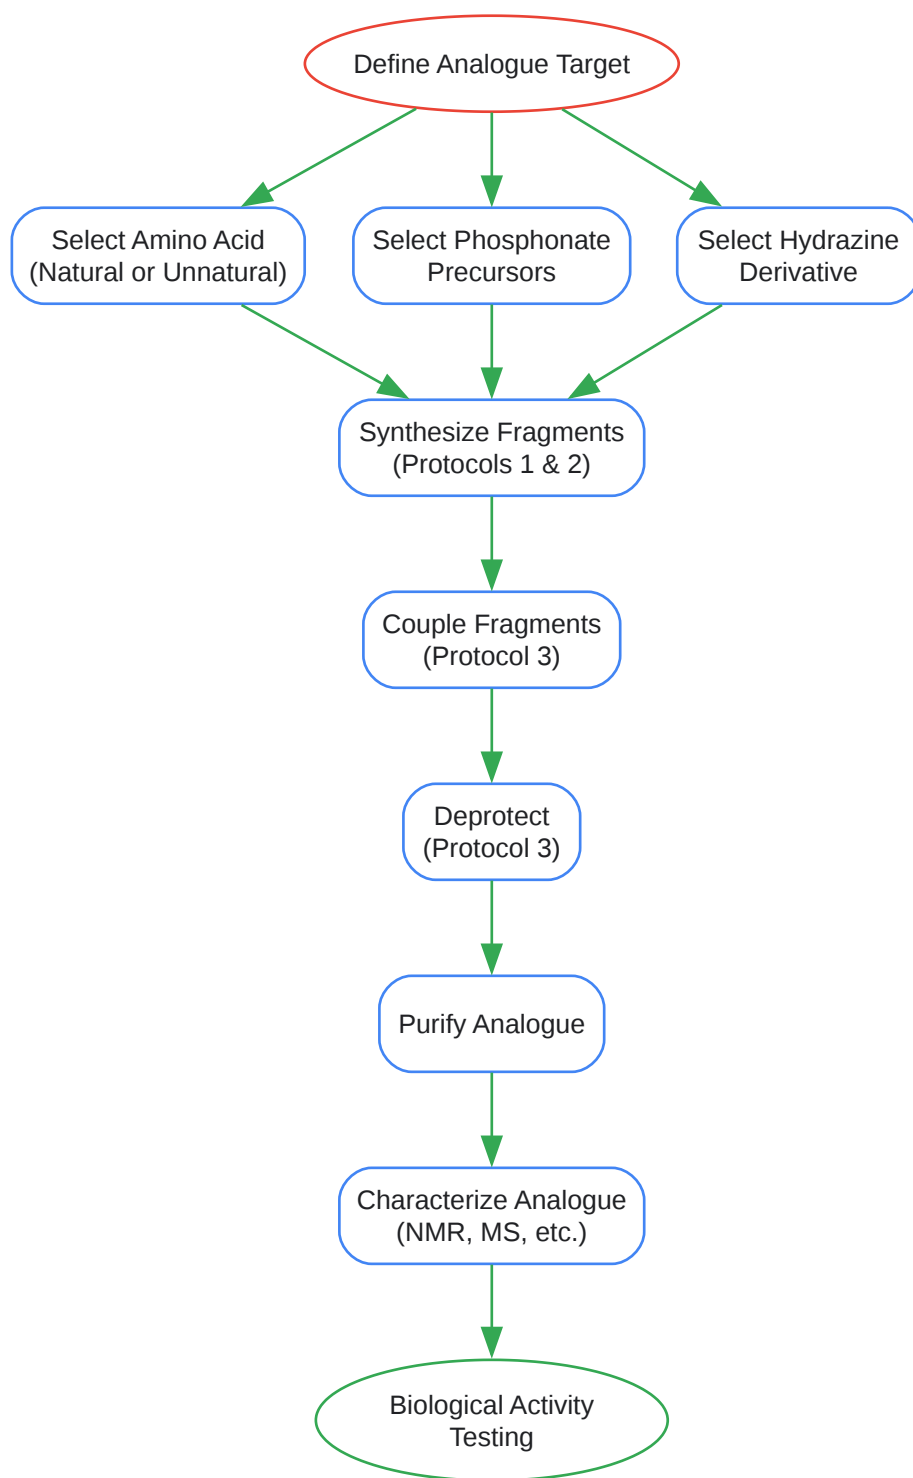 Define Analogue Target
Select Amino Acid
(Natural or Unnatural)
Select Phosphonate
Precursors
Select Hydrazine
Derivative
Synthesize Fragments
(Protocols 1 & 2)
Couple Fragments
(Protocol 3)
Deprotect
(Protocol 3)
Purify Analogue
Characterize Analogue
(NMR, MS, etc.)
Biological Activity
Testing